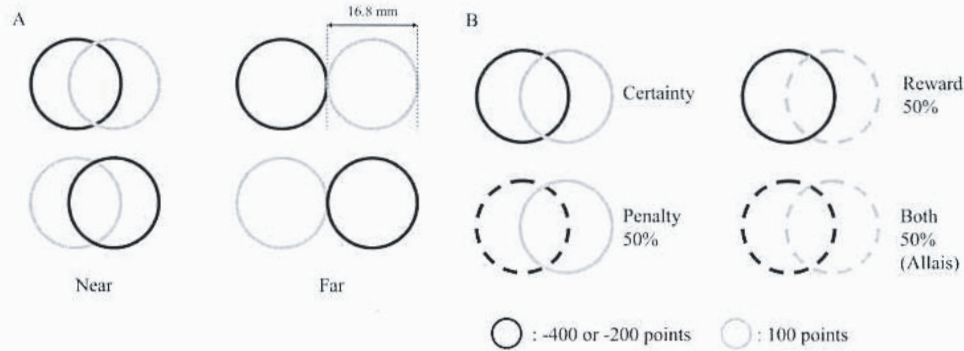 A
16.8 mm
Near
Far
B
Certainty
Reward
50%
Penalty
50%
Both
50%
(Allais)
: -400 or -200 points
: 100 points